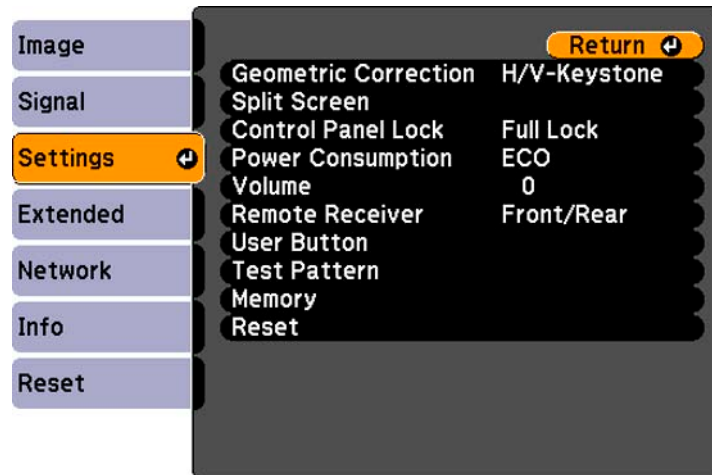 Image
Signal
Settings
Extended
Network
Info
Reset
Return
Geometric Correction H/V-Keystone
Split Screen
Control Panel Lock Full Lock
Power Consumption ECO
Volume 0
Remote Receiver Front/Rear
User Button
Test Pattern
Memory
Reset